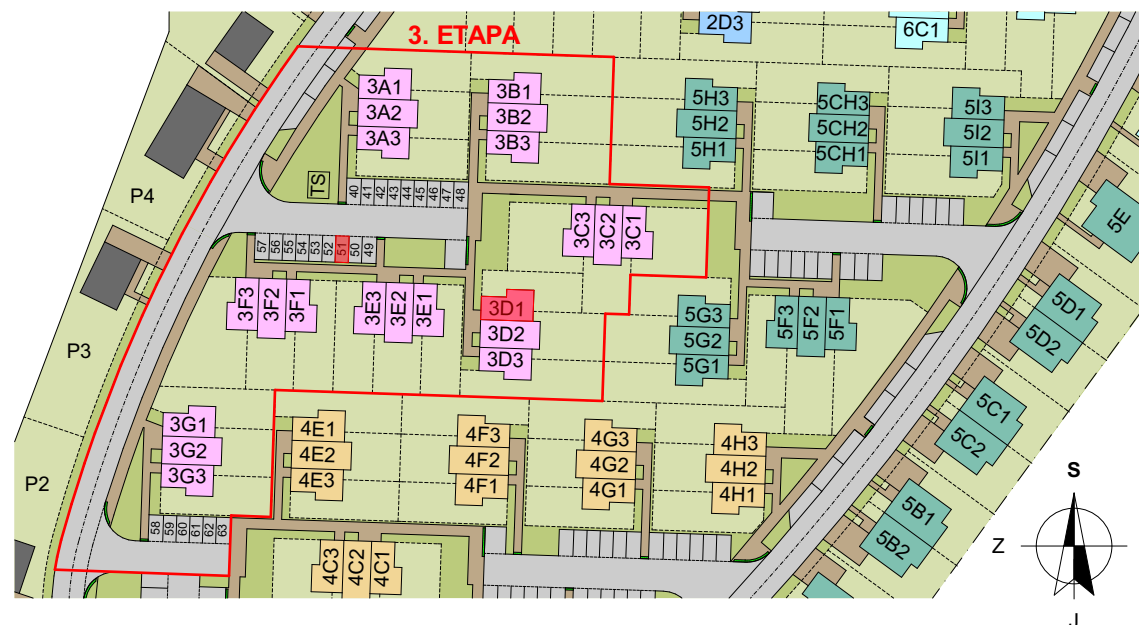 2D3
6C1
3. ETAPA
3A1
3A2
3A3
3B1
3B2
3B3
5H3
5H2
5H1
5CH3
5CH2
5CH1
5I3
5I2
5I1
TS
40
41
42
43
44
45
46
47
48
P4
5E
3C3
3C2
3C1
57
56
55
54
53
52
51
50
49
3F3
3F2
3F1
3E3
3E2
3E1
3D1
3D2
3D3
5G3
5G2
5G1
5F3
5F2
5F1
5D1
5D2
P3
3G1
3G2
3G3
4E1
4E2
4E3
4F3
4F2
4F1
4G3
4G2
4G1
4H3
4H2
4H1
5C1
5C2
P2
58
59
60
61
62
63
4C3
4C2
4C1
5B1
5B2
S
Z
J